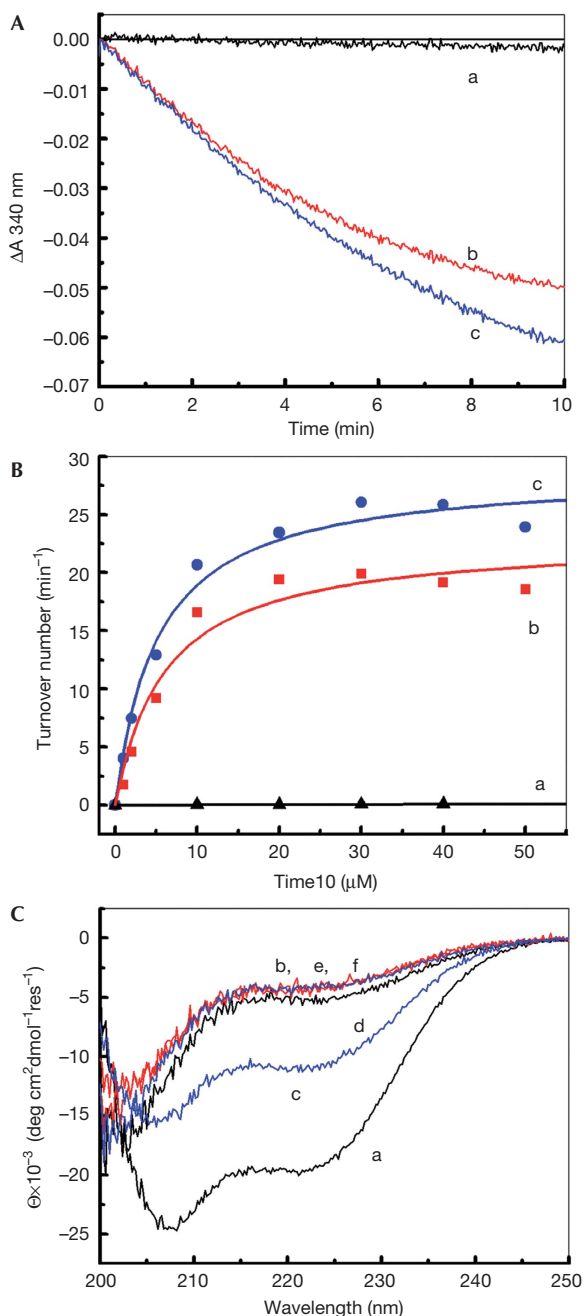 A
0.00
−0.01
−0.02
−0.03
−0.04
−0.05
−0.06
−0.07
ΔA 340 nm
a
b
c
0 2 4 6 8 10
Time (min)
B
30
25
20
15
10
5
0
Turnover number (min⁻¹)
c
b
a
0 10 20 30 40 50
Time10 (μM)
C
0
−5
−10
−15
−20
−25
Θ×10⁻³ (deg cm²dmol⁻¹res⁻¹)
b, e, f
d
c
a
200 210 220 230 240 250
Wavelength (nm)